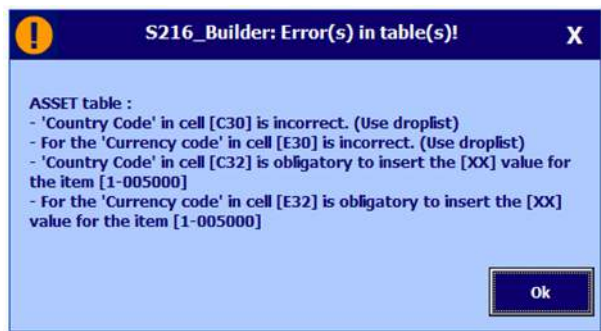 S216_Builder: Error(s) in table(s)!
X
ASSET table :
- 'Country Code' in cell [C30] is incorrect. (Use droplist)
- For the 'Currency code' in cell [E30] is incorrect. (Use droplist)
- 'Country Code' in cell [C32] is obligatory to insert the [XX] value for
the item [1-005000]
- For the 'Currency code' in cell [E32] is obligatory to insert the [XX]
value for the item [1-005000]
Ok